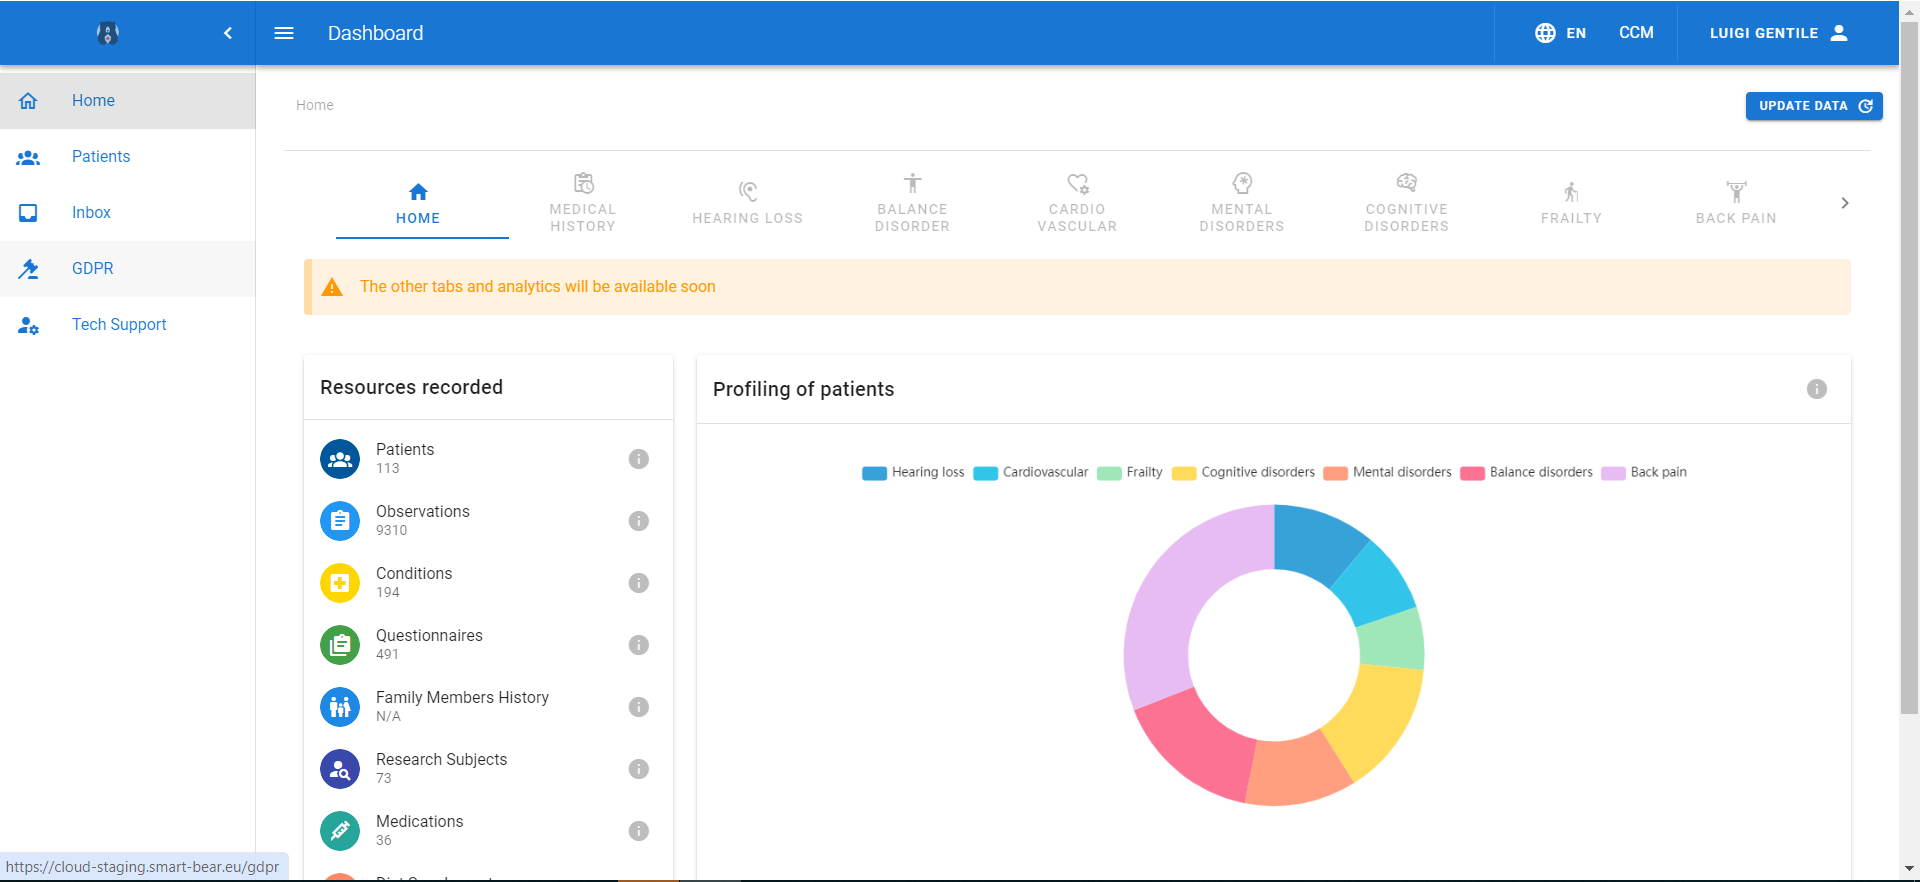 Dashboard
EN
CCM
LUIGI GENTILE
Home
Patients
Inbox
GDPR
Tech Support
Home
UPDATE DATA
HOME
MEDICAL
HISTORY
HEARING LOSS
BALANCE
DISORDER
CARDIO
VASCULAR
MENTAL
DISORDERS
COGNITIVE
DISORDERS
FRAILTY
BACK PAIN
The other tabs and analytics will be available soon
Resources recorded
Patients
113
Observations
9310
Conditions
194
Questionnaires
491
Family Members History
N/A
Research Subjects
73
Medications
36
Profiling of patients
Hearing loss Cardiovascular Frailty Cognitive disorders Mental disorders Balance disorders Back pain
https://cloud-staging.smart-bear.eu/gdpr